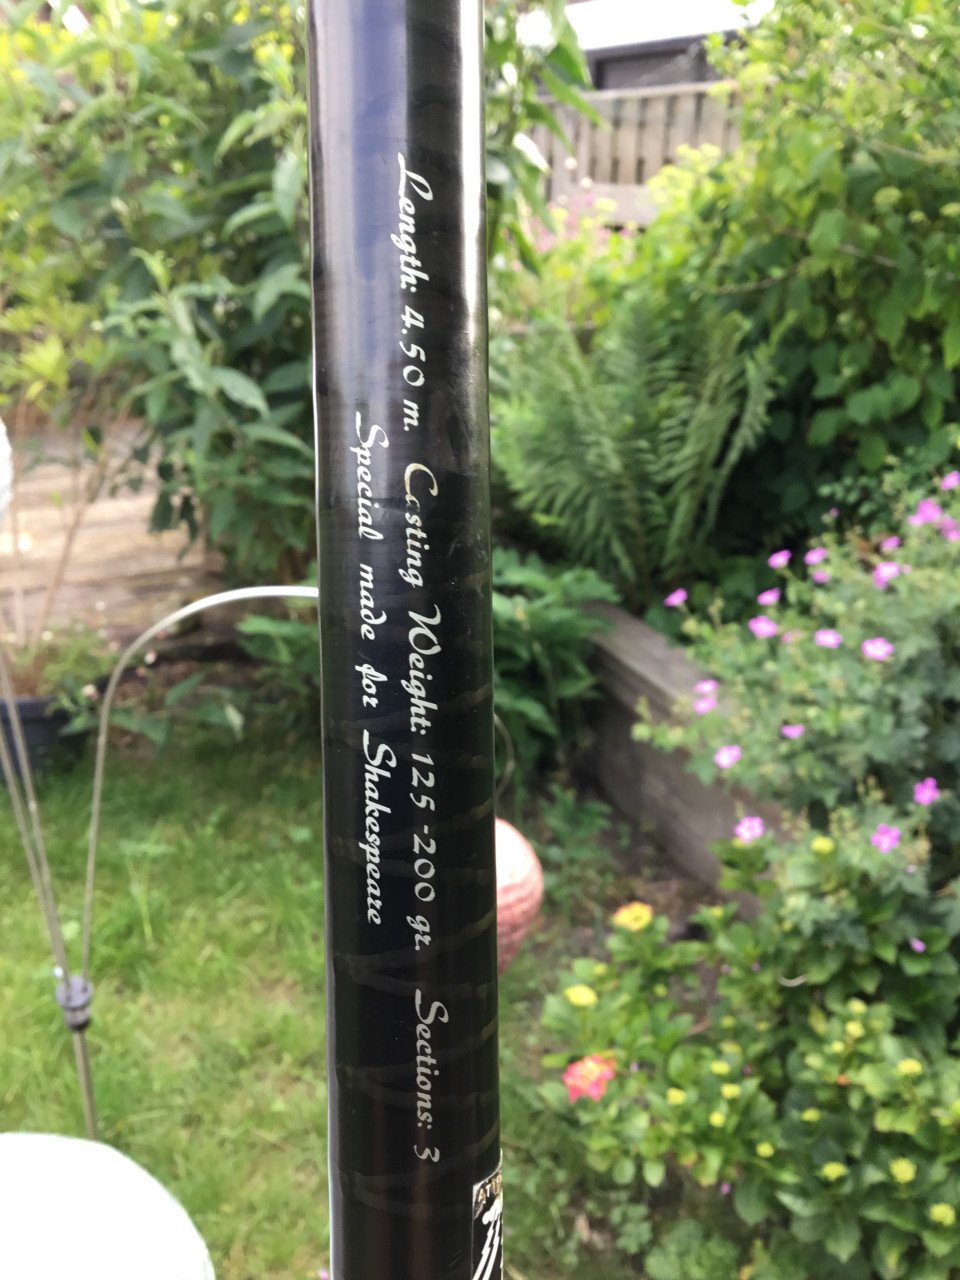 Length: 4.50 m. Casting Weight: 125-200 gr. Sections: 3
Special made for Shakespeare